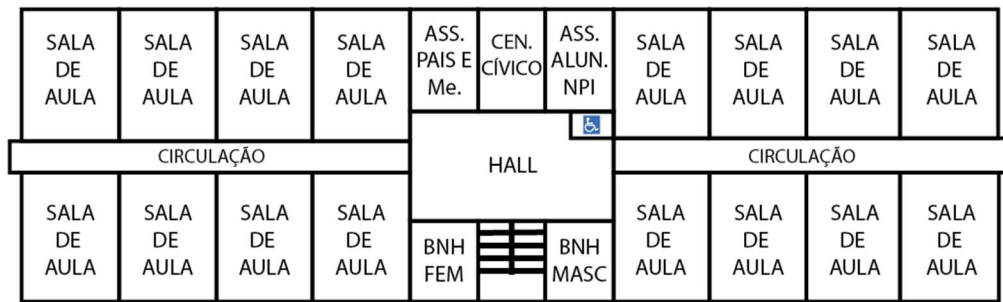 SALA
DE
AULA
SALA
DE
AULA
SALA
DE
AULA
SALA
DE
AULA
ASS.
PAIS E
Me.
CEN.
CÍVICO
ASS.
ALUN.
NPI
SALA
DE
AULA
SALA
DE
AULA
SALA
DE
AULA
SALA
DE
AULA
CIRCULAÇÃO
HALL
CIRCULAÇÃO
SALA
DE
AULA
SALA
DE
AULA
SALA
DE
AULA
SALA
DE
AULA
BNH
FEM
BNH
MASC
SALA
DE
AULA
SALA
DE
AULA
SALA
DE
AULA
SALA
DE
AULA